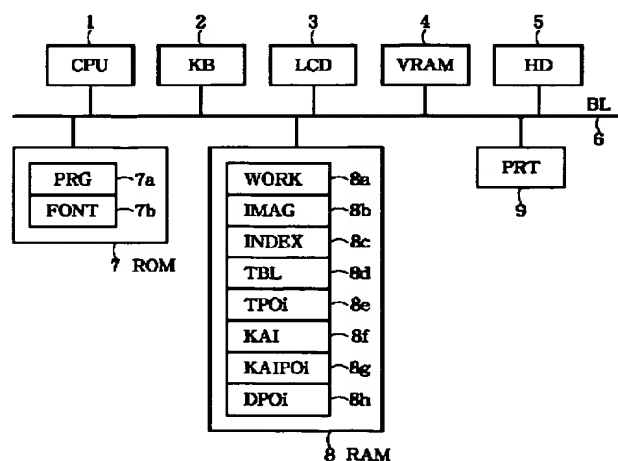 1 2 3 4 5
CPU KB LCD VRAM HD
BL
6
PRG 7a
FONT 7b
7 ROM
WORK 8a
IMAG 8b
INDEX 8c
TBL 8d
TPOi 8e
KAI 8f
KAIPOi 8g
DPOi 8h
8 RAM
PRT
9